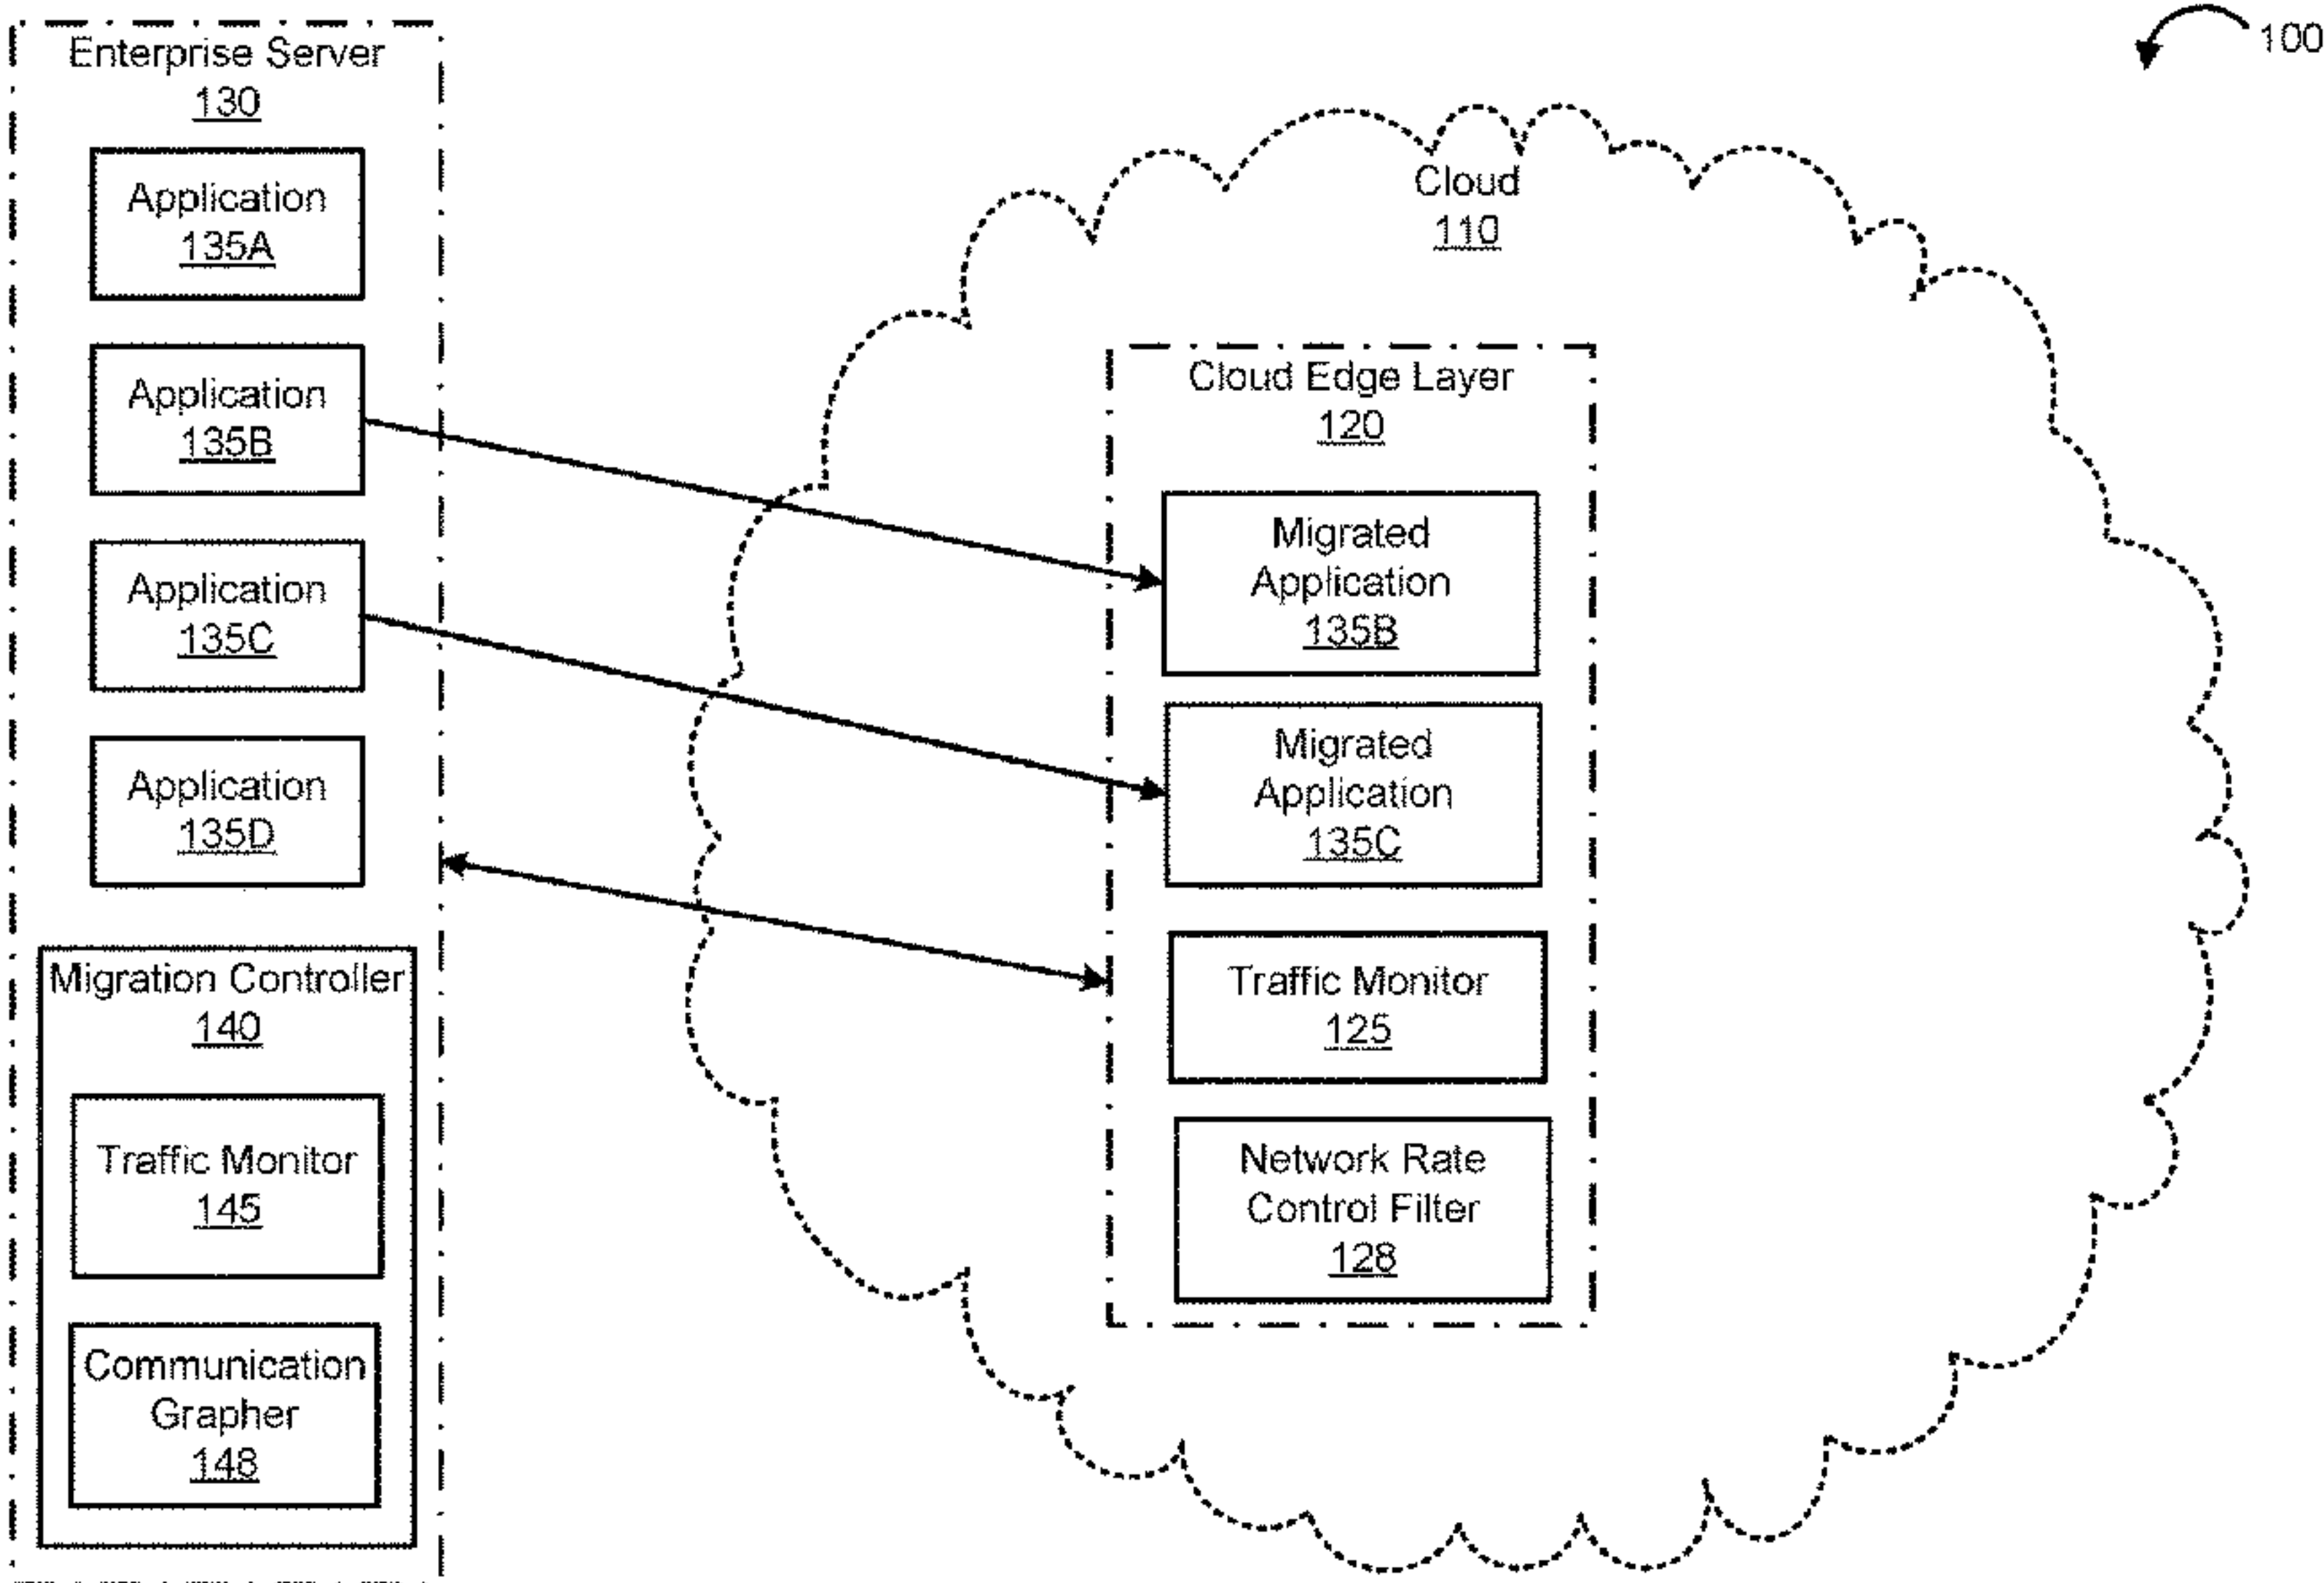 100
Enterprise Server
130
Application
135A
Application
135B
Application
135C
Application
135D
Migration Controller
140
Traffic Monitor
145
Communication
Grapher
148
Cloud
110
Cloud Edge Layer
120
Migrated
Application
135B
Migrated
Application
135C
Traffic Monitor
125
Network Rate
Control Filter
128